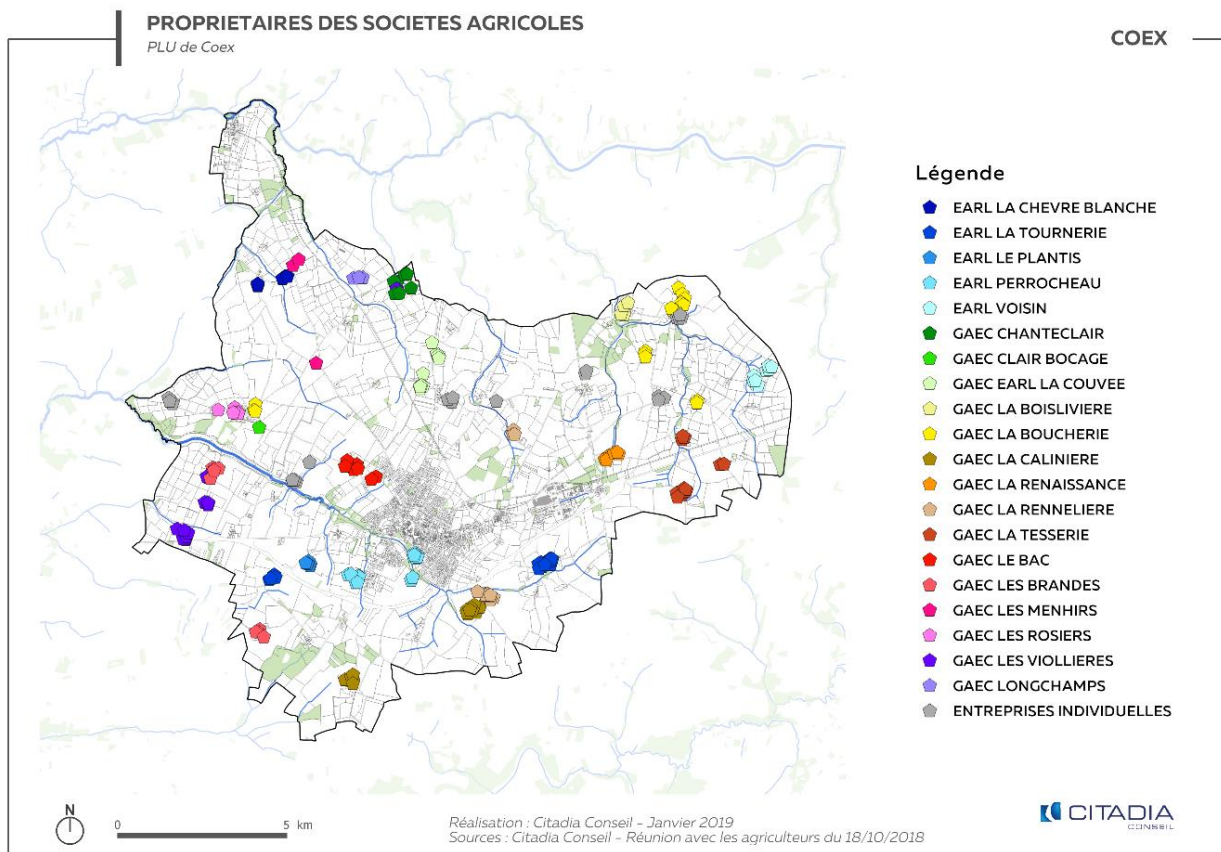 PROPRIETAIRES DES SOCIETES AGRICOLES
PLU de Coex
COEX
Légende
EARL LA CHEVRE BLANCHE
EARL LA TOURNERIE
EARL LE PLANTIS
EARL PERROCHEAU
EARL VOISIN
GAEC CHANTECLAIR
GAEC CLAIR BOCAGE
GAEC EARL LA COUVEE
GAEC LA BOISLIVIERE
GAEC LA BOUCHERIE
GAEC LA CALINIERE
GAEC LA RENAISSANCE
GAEC LA RENNELIERE
GAEC LA TESSERIE
GAEC LE BAC
GAEC LES BRANDES
GAEC LES MENHIRS
GAEC LES ROSIERS
GAEC LES VIOLLIERES
GAEC LONGCHAMPS
ENTREPRISES INDIVIDUELLES
N
0 5 km
Réalisation : Citadia Conseil - Janvier 2019
Sources : Citadia Conseil - Réunion avec les agriculteurs du 18/10/2018
CITADIA
CONSEIL